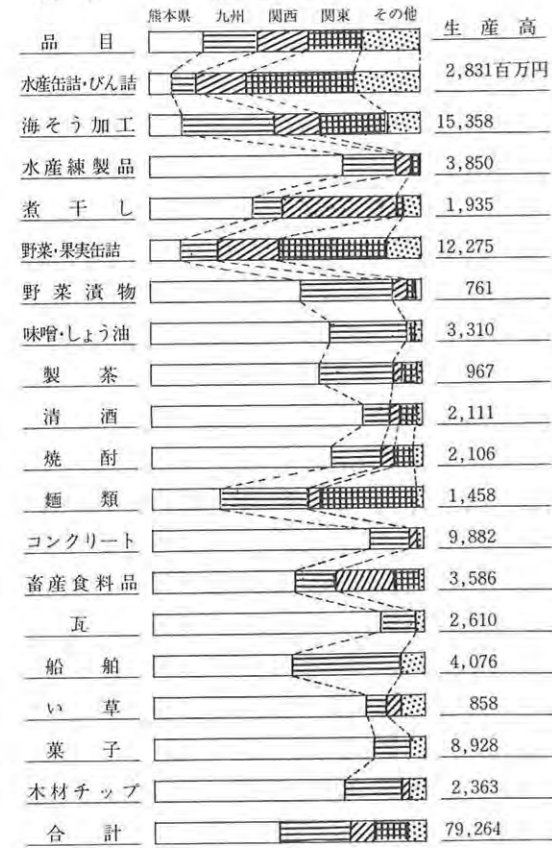 熊本県 九州 関西 関東 その他
品目 生産高
水産缶詰・びん詰 2,831百万円
海そう加工 15,358
水産練製品 3,850
煮干し 1,935
野菜・果実缶詰 12,275
野菜漬物 761
味噌・しょう油 3,310
製茶 967
清酒 2,111
焼酎 2,106
麺類 1,458
コンクリート 9,882
畜産食料品 3,586
瓦 2,610
船舶 4,076
い草 858
菓子 8,928
木材チップ 2,363
合計 79,264